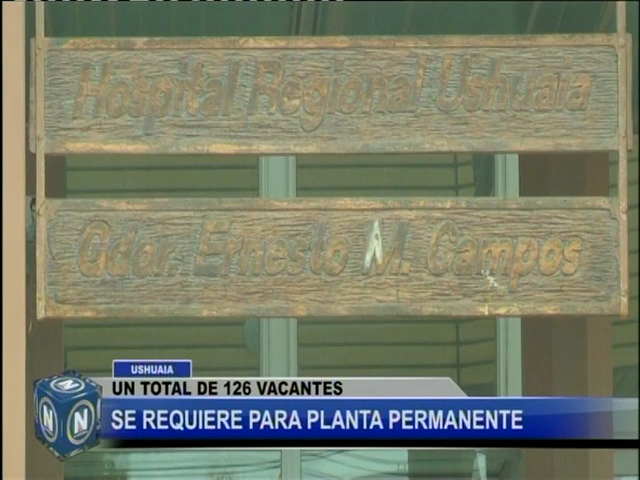 Hospital Regional Ushuaia
Gdor. Ernesto M. Campos
USHUAIA
UN TOTAL DE 126 VACANTES
SE REQUIERE PARA PLANTA PERMANENTE
N N N